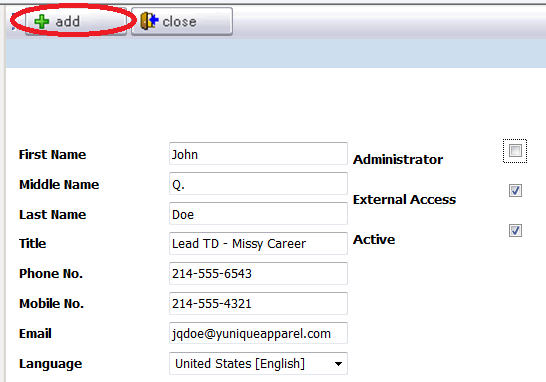 add close
First Name John Administrator
Middle Name Q.
External Access
Last Name Doe
Title Lead TD - Missy Career Active
Phone No. 214-555-6543
Mobile No. 214-555-4321
Email jqdoe@yuniqueapparel.com
Language United States [English]